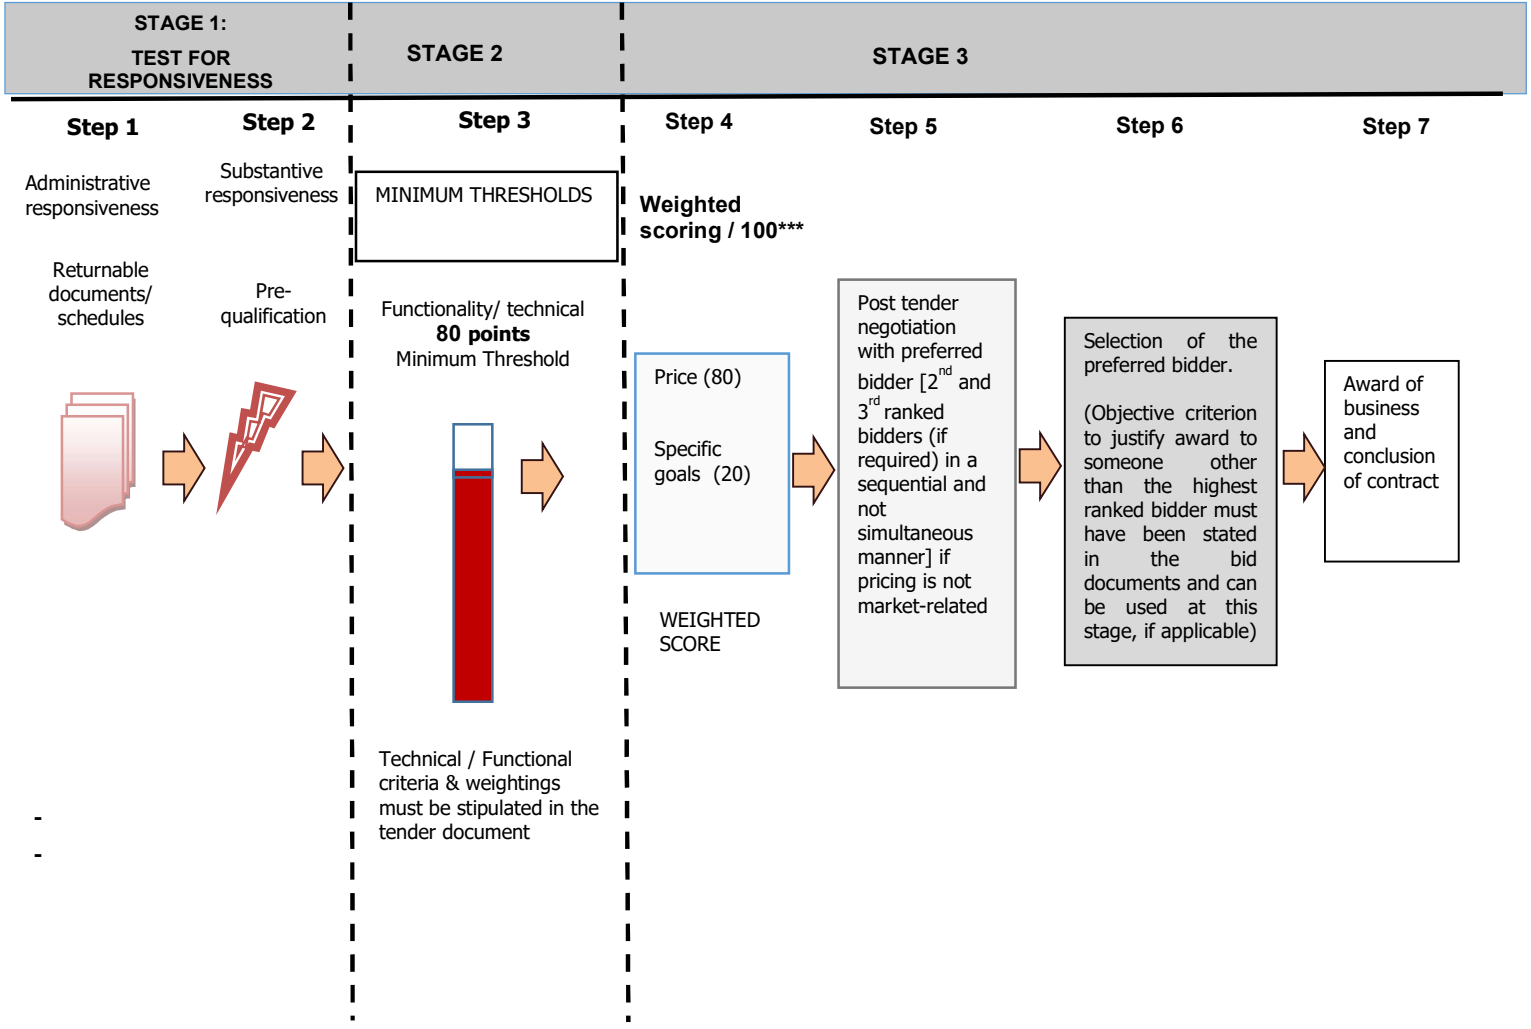 STAGE 1:
TEST FOR
RESPONSIVENESS
STAGE 2
STAGE 3
Step 1
Step 2
Step 3
Step 4
Step 5
Step 6
Step 7
Administrative
responsiveness
Returnable
documents/
schedules
Substantive
responsiveness
Pre-
qualification
MINIMUM THRESHOLDS
Functionality/ technical
80 points
Minimum Threshold
Technical / Functional
criteria & weightings
must be stipulated in the
tender document
Weighted
scoring / 100***
Price (80)
Specific
goals (20)
WEIGHTED
SCORE
Post tender
negotiation
with preferred
bidder [2nd and
3rd ranked
bidders (if
required) in a
sequential and
not
simultaneous
manner] if
pricing is not
market-related
Selection of the
preferred bidder.
(Objective criterion
to justify award to
someone other
than the highest
ranked bidder must
have been stated
in the bid
documents and can
be used at this
stage, if applicable)
Award of
business
and
conclusion
of contract
-
-